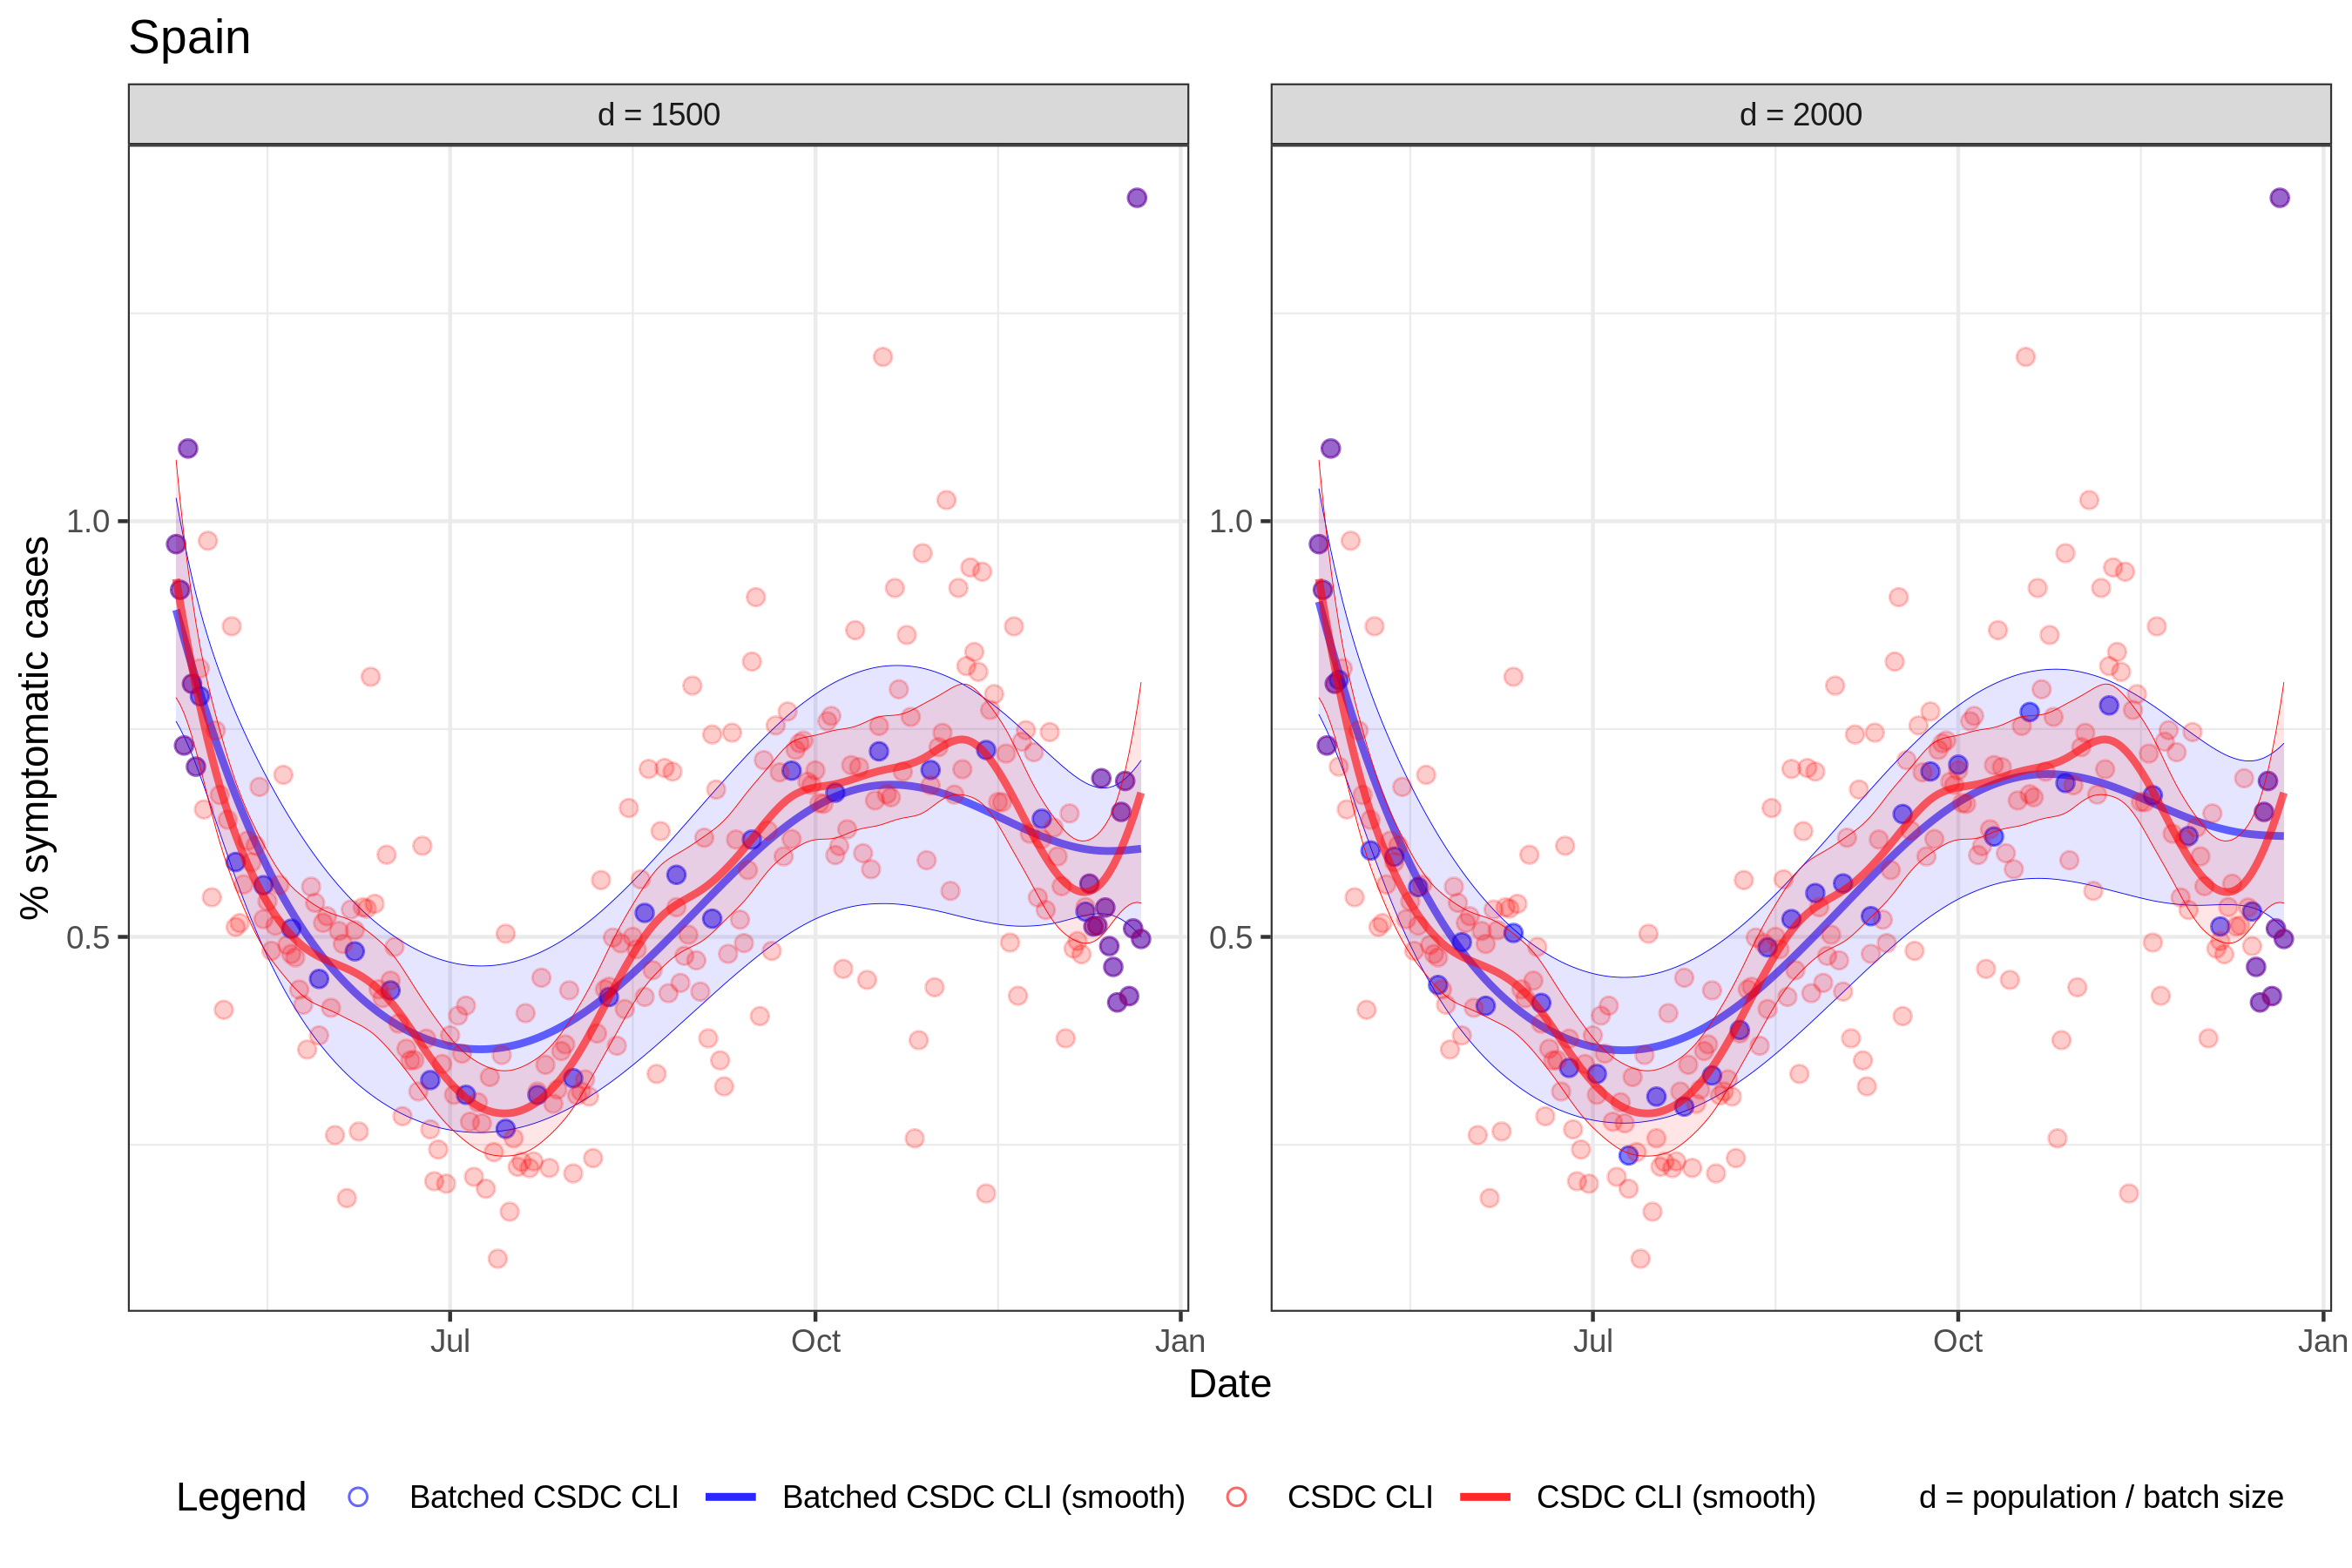 Spain
d = 1500
d = 2000
% symptomatic cases
1.0
0.5
1.0
0.5
Jul
Oct
Jan
Jul
Oct
Jan
Date
Legend
Batched CSDC CLI
Batched CSDC CLI (smooth)
CSDC CLI
CSDC CLI (smooth)
d = population / batch size